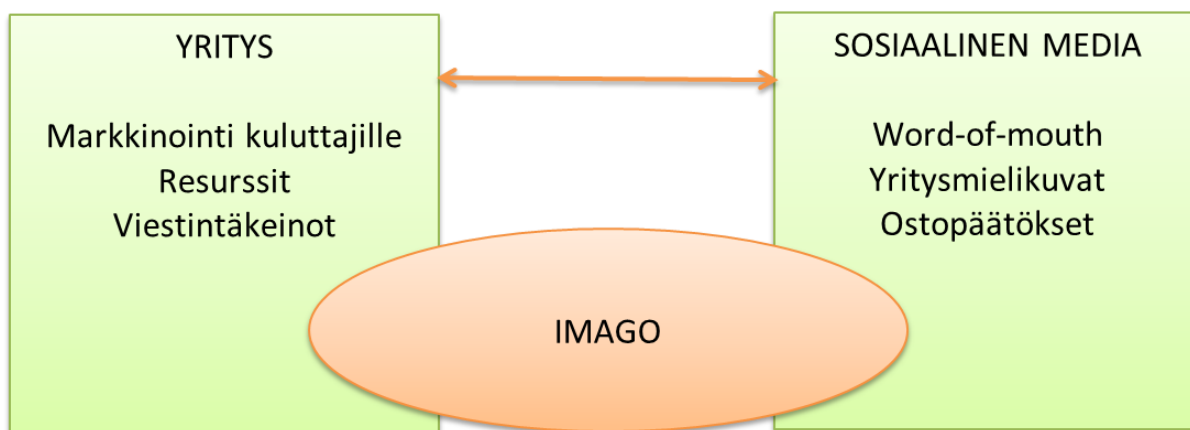 YRITYS
Markkinointi kuluttajille
Resurssit
Viestintäkeinot
SOSIAALINEN MEDIA
Word-of-mouth
Yritysmielikuvat
Ostopäätökset
IMAGO